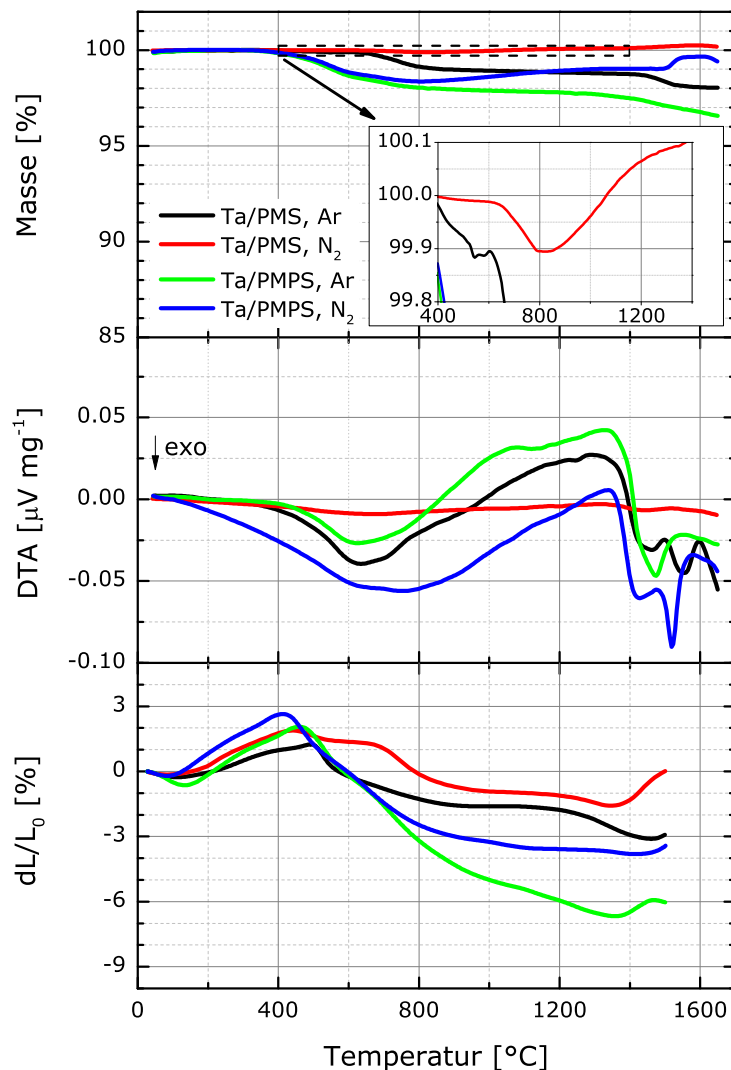 Masse [%]
100
95
90
85
Ta/PMS, Ar
Ta/PMS, N₂
Ta/PMPS, Ar
Ta/PMPS, N₂
100.1
100.0
99.9
99.8
400 800 1200
DTA [µV mg⁻¹]
0.05
0.00
-0.05
-0.10
exo
dL/L₀ [%]
3
0
-3
-6
-9
0 400 800 1200 1600
Temperatur [°C]